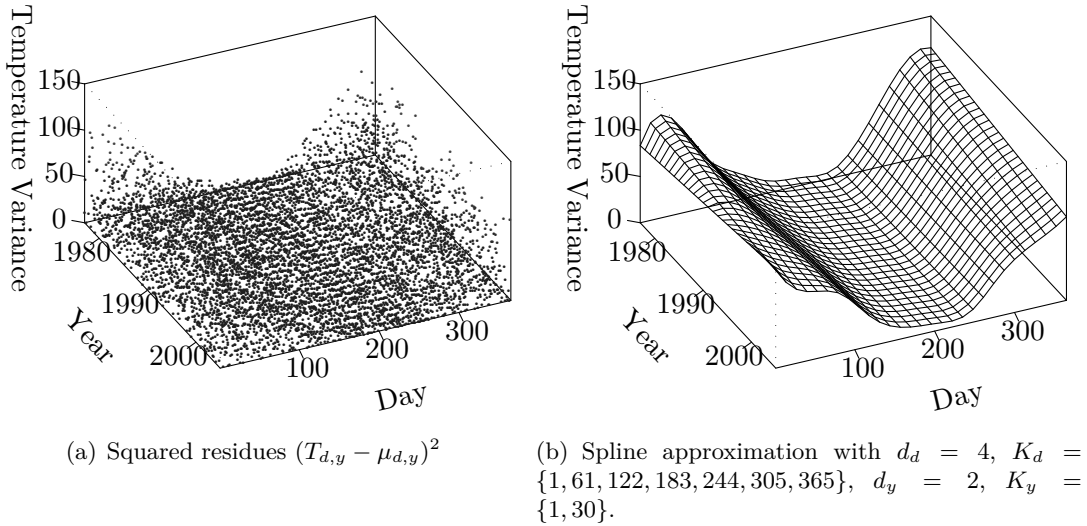 Temperature Variance
150
100
50
0
1980
1990
2000
Year
100
200
300
Day
(a) Squared residues $(T_{d,y} - \mu_{d,y})^2$
Temperature Variance
150
100
50
0
1980
1990
2000
Year
100
200
300
Day
(b) Spline approximation with $d_d = 4$, $K_d =$
$\{1, 61, 122, 183, 244, 305, 365\}$, $d_y = 2$, $K_y =$
$\{1, 30\}$.